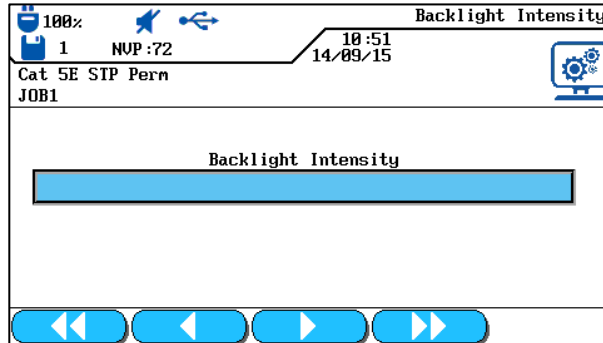 100%
Backlight Intensity
1 NVP:72
10:51
14/09/15
Cat 5E STP Perm
JOB1
Backlight Intensity